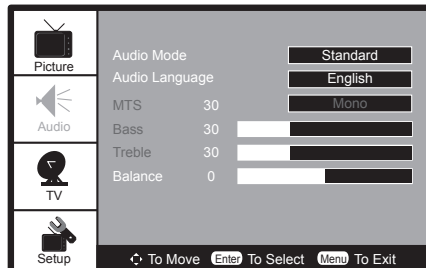 Picture
Audio
TV
Setup
Audio Mode Standard
Audio Language English
MTS 30 Mono
Bass 30
Treble 30
Balance 0
To Move Enter To Select Menu To Exit